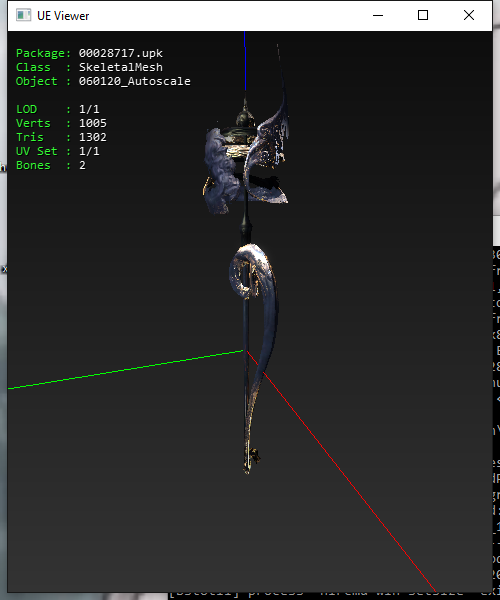 UE Viewer
Package: 00028717.upk
Class : SkeletalMesh
Object : 060120_Autoscale
LOD : 1/1
Verts : 1005
Tris : 1302
UV Set : 1/1
Bones : 2